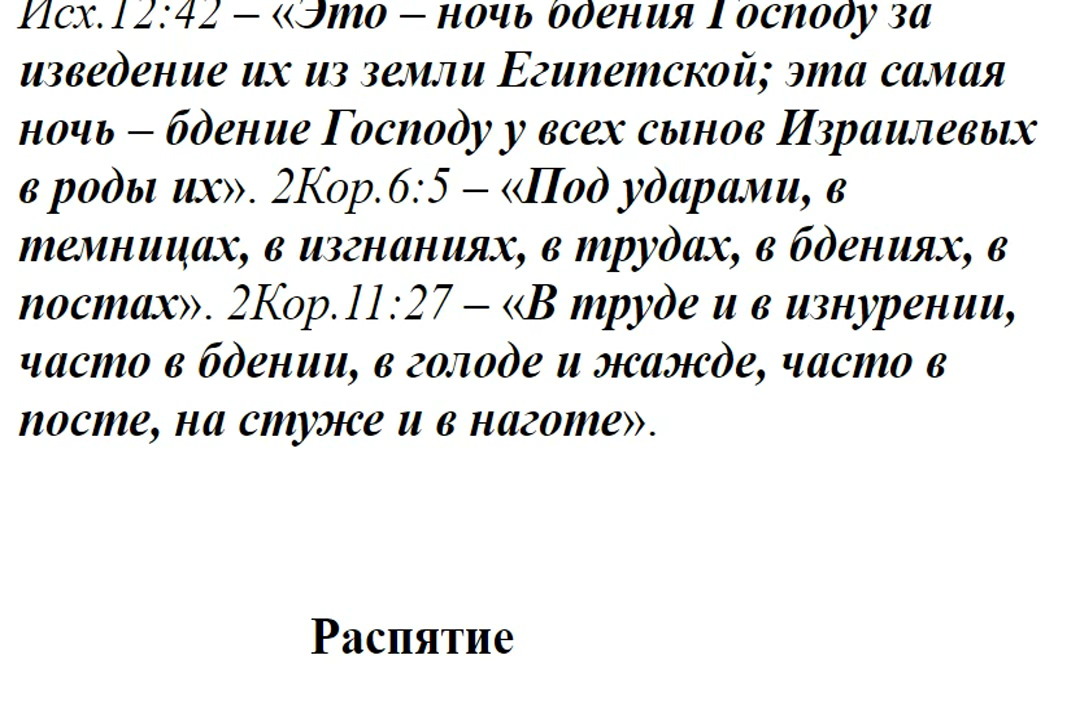 Исх.12:42 – «Это – ночь бдения Господу за
изведение их из земли Египетской; эта самая
ночь – бдение Господу у всех сынов Израилевых
в роды их». 2Кор.6:5 – «Под ударами, в
темницах, в изгнаниях, в трудах, в бдениях, в
постах». 2Кор.11:27 – «В труде и в изнурении,
часто в бдении, в голоде и жажде, часто в
посте, на стуже и в наготе».
Распятие